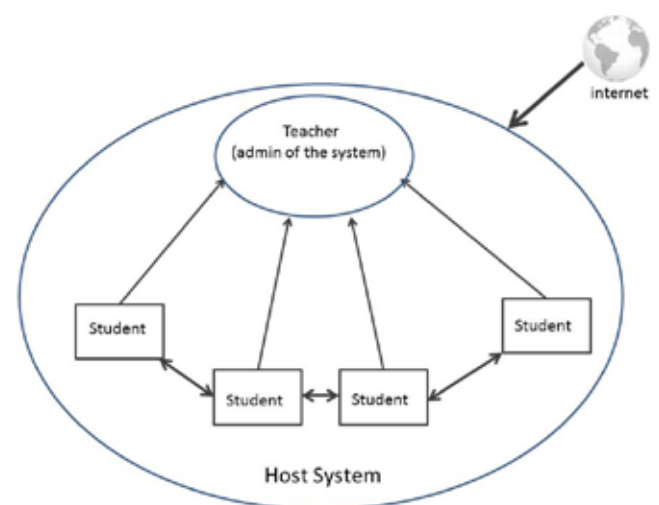 internet
Teacher
(admin of the system)
Student
Student
Student
Student
Host System